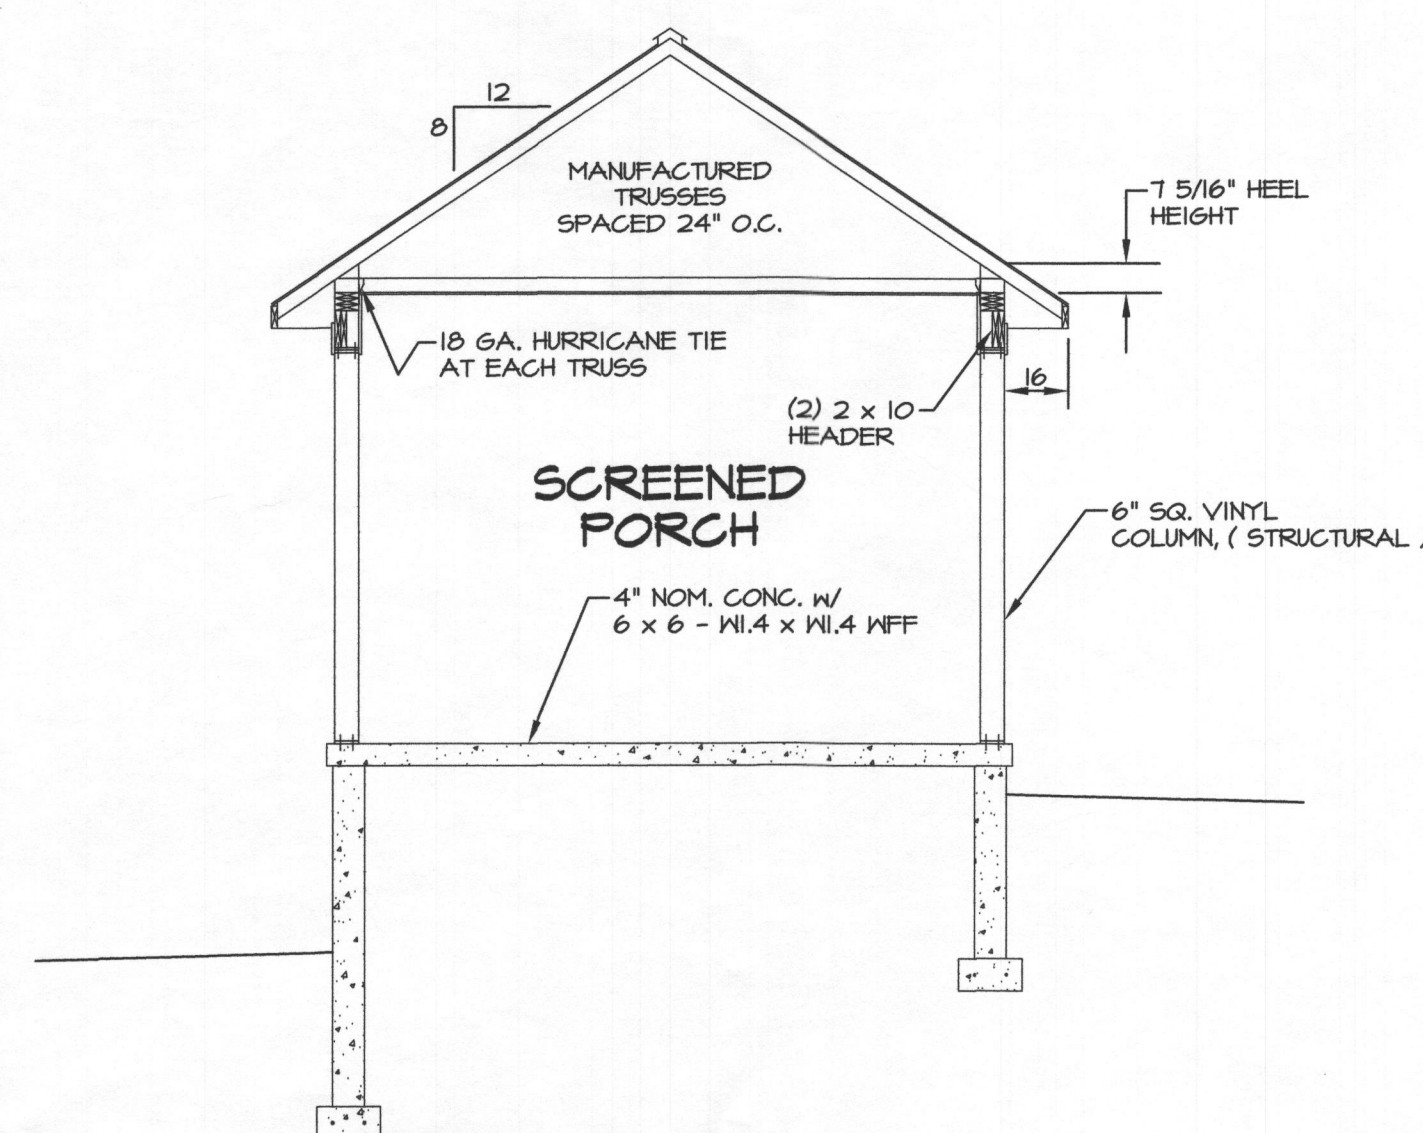 12
8
MANUFACTURED
TRUSSES
SPACED 24" O.C.
7 5/16" HEEL
HEIGHT
18 GA. HURRICANE TIE
AT EACH TRUSS
16
(2) 2 x 10
HEADER
SCREENED
PORCH
6" SQ. VINYL
COLUMN, ( STRUCTURAL
4" NOM. CONC. W/
6 x 6 - W1.4 x W1.4 WFF